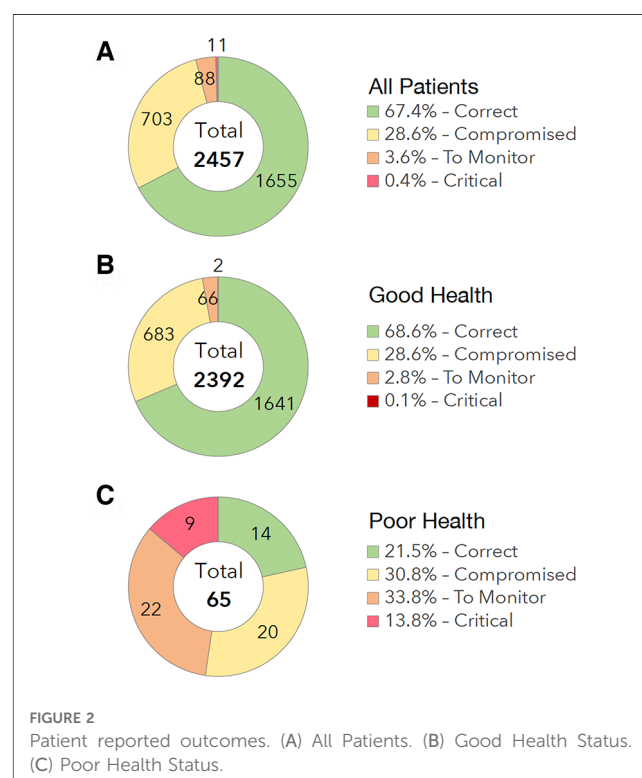 A
11
88
703
Total
2457
1655
All Patients
67.4% – Correct
28.6% – Compromised
3.6% – To Monitor
0.4% – Critical
B
2
66
683
Total
2392
1641
Good Health
68.6% – Correct
28.6% – Compromised
2.8% – To Monitor
0.1% – Critical
C
9
14
Total
65
22
20
Poor Health
21.5% – Correct
30.8% – Compromised
33.8% – To Monitor
13.8% – Critical
FIGURE 2
Patient reported outcomes. (A) All Patients. (B) Good Health Status.
(C) Poor Health Status.